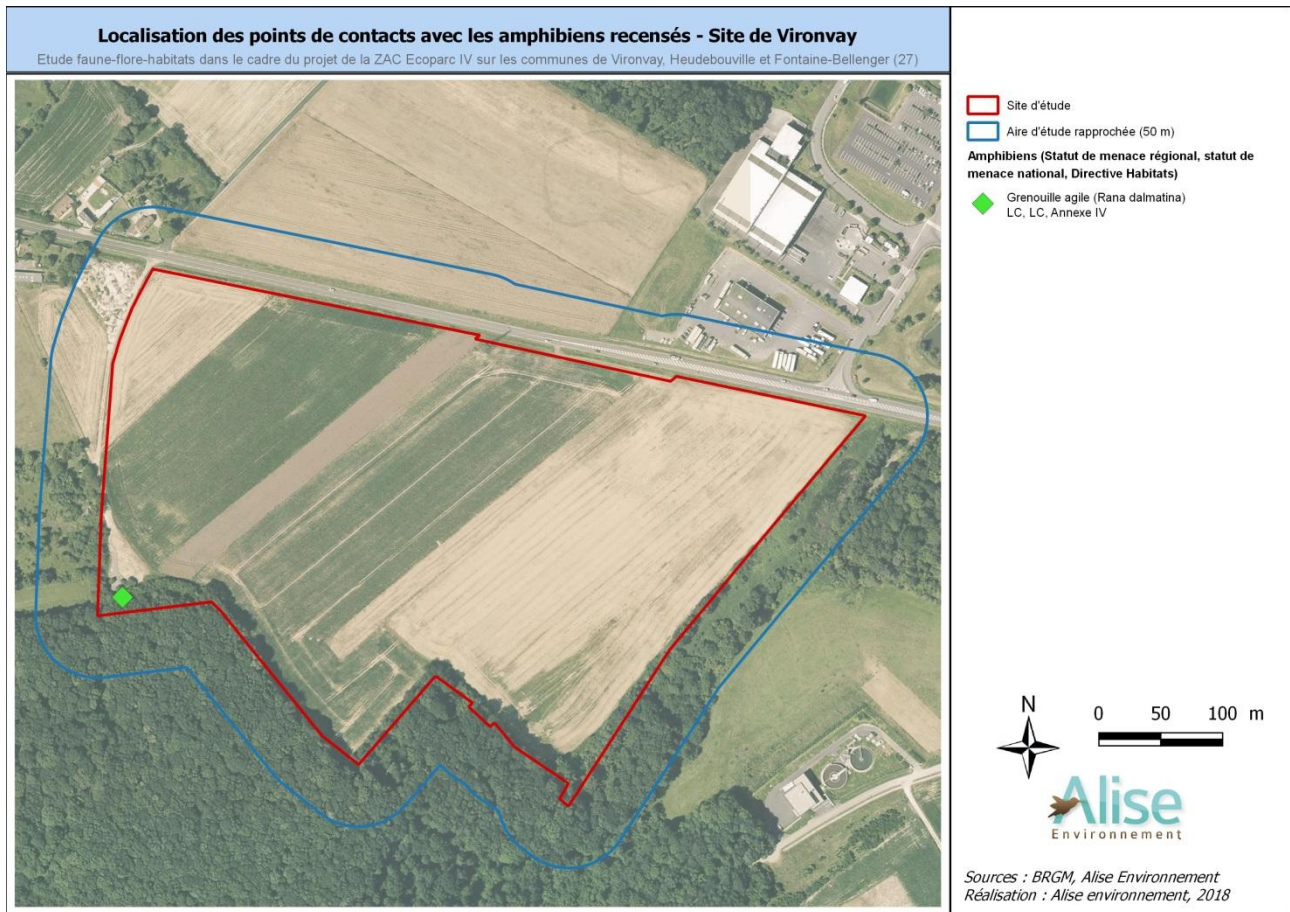 Localisation des points de contacts avec les amphibiens recensés - Site de Vironvay
Etude faune-flore-habitats dans le cadre du projet de la ZAC Ecoparc IV sur les communes de Vironvay, Heudebouville et Fontaine-Bellenger (27)
Site d'étude
Aire d'étude rapprochée (50 m)
Amphibiens (Statut de menace régional, statut de
menace national, Directive Habitats)
Grenouille agile (Rana dalmatina)
LC, LC, Annexe IV
N
0 50 100 m
Alise
Environnement
Sources : BRGM, Alise Environnement
Réalisation : Alise environnement, 2018